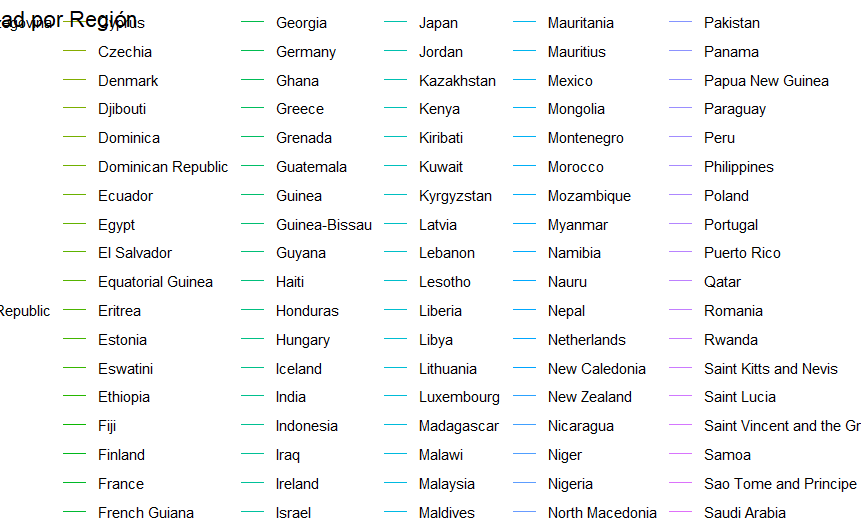 ad por Región
Cyprus
Czechia
Denmark
Djibouti
Dominica
Dominican Republic
Ecuador
Egypt
El Salvador
Equatorial Guinea
Republic
Eritrea
Estonia
Eswatini
Ethiopia
Fiji
Finland
France
French Guiana
Georgia
Germany
Ghana
Greece
Grenada
Guatemala
Guinea
Guinea-Bissau
Guyana
Haiti
Honduras
Hungary
Iceland
India
Indonesia
Iraq
Ireland
Israel
Japan
Jordan
Kazakhstan
Kenya
Kiribati
Kuwait
Kyrgyzstan
Latvia
Lebanon
Lesotho
Liberia
Libya
Lithuania
Luxembourg
Madagascar
Malawi
Malaysia
Maldives
Mauritania
Mauritius
Mexico
Mongolia
Montenegro
Morocco
Mozambique
Myanmar
Namibia
Nauru
Nepal
Netherlands
New Caledonia
New Zealand
Nicaragua
Niger
Nigeria
North Macedonia
Pakistan
Panama
Papua New Guinea
Paraguay
Peru
Philippines
Poland
Portugal
Puerto Rico
Qatar
Romania
Rwanda
Saint Kitts and Nevis
Saint Lucia
Saint Vincent and the Gr
Samoa
Sao Tome and Principe
Saudi Arabia